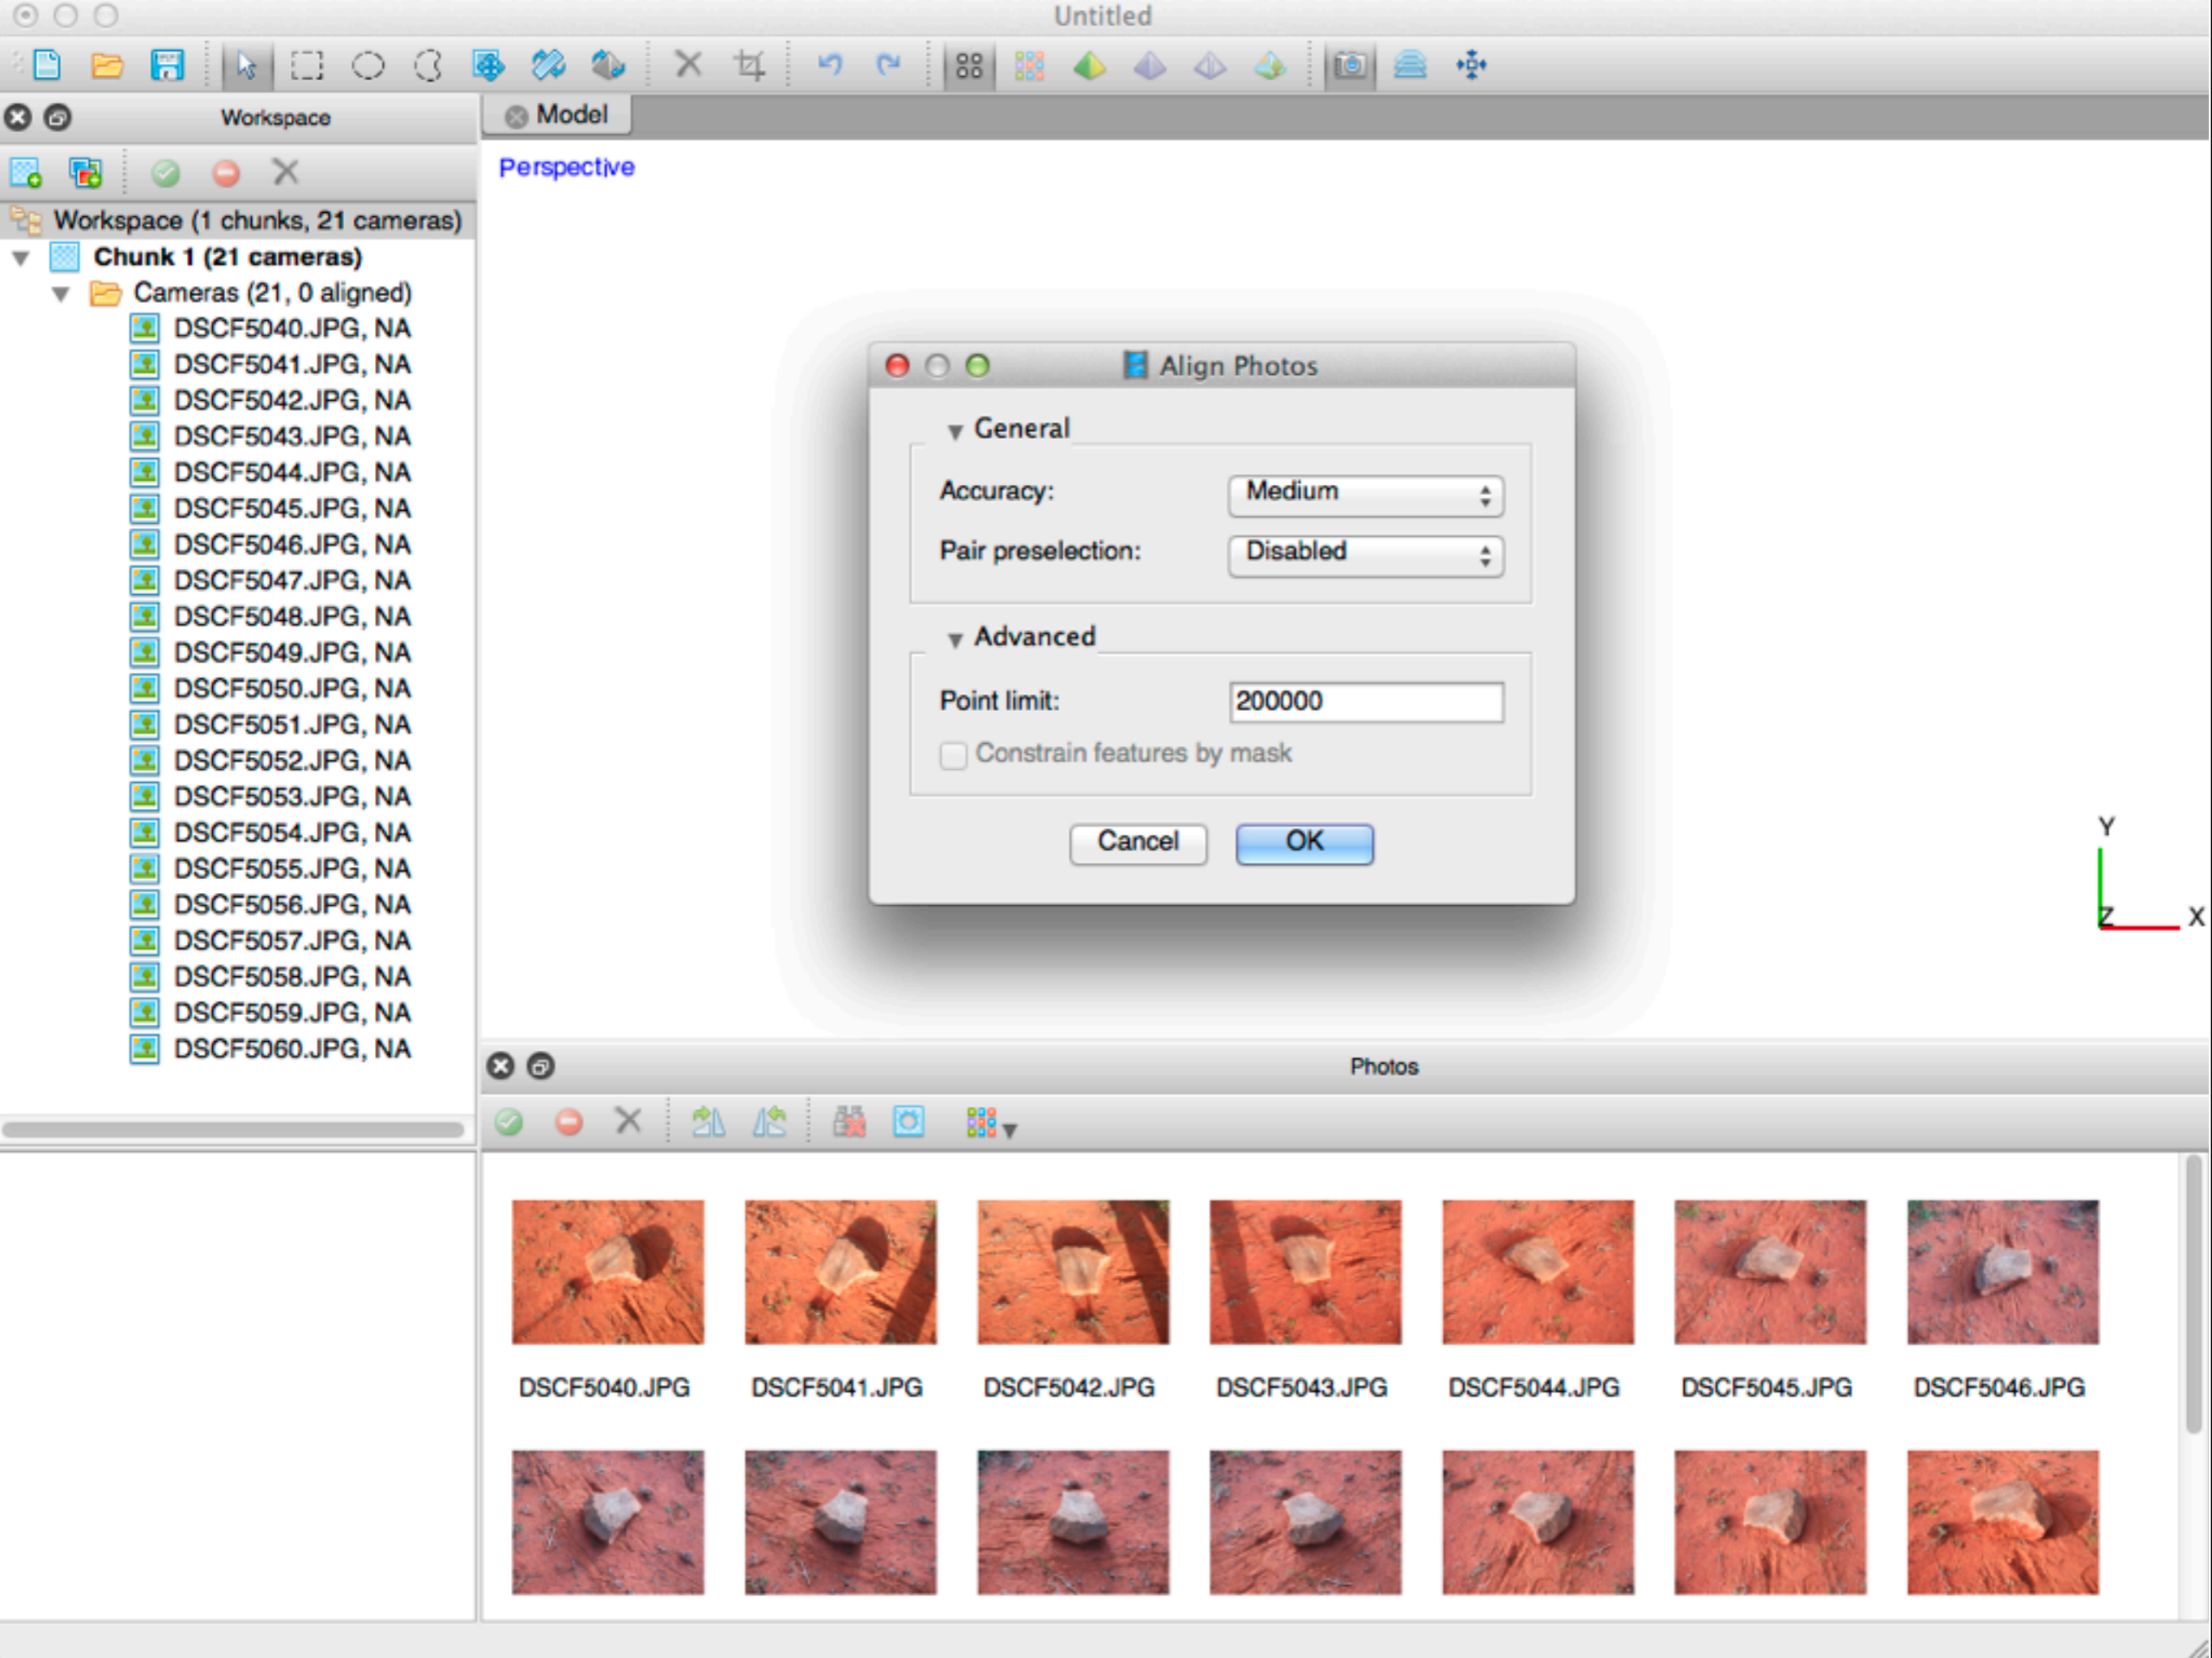 Untitled
Workspace
Workspace (1 chunks, 21 cameras)
Chunk 1 (21 cameras)
Cameras (21, 0 aligned)
DSCF5040.JPG, NA
DSCF5041.JPG, NA
DSCF5042.JPG, NA
DSCF5043.JPG, NA
DSCF5044.JPG, NA
DSCF5045.JPG, NA
DSCF5046.JPG, NA
DSCF5047.JPG, NA
DSCF5048.JPG, NA
DSCF5049.JPG, NA
DSCF5050.JPG, NA
DSCF5051.JPG, NA
DSCF5052.JPG, NA
DSCF5053.JPG, NA
DSCF5054.JPG, NA
DSCF5055.JPG, NA
DSCF5056.JPG, NA
DSCF5057.JPG, NA
DSCF5058.JPG, NA
DSCF5059.JPG, NA
DSCF5060.JPG, NA
Model
Perspective
Align Photos
General
Accuracy: Medium
Pair preselection: Disabled
Advanced
Point limit: 200000
Constrain features by mask
Cancel OK
Y
Z X
Photos
DSCF5040.JPG DSCF5041.JPG DSCF5042.JPG DSCF5043.JPG DSCF5044.JPG DSCF5045.JPG DSCF5046.JPG